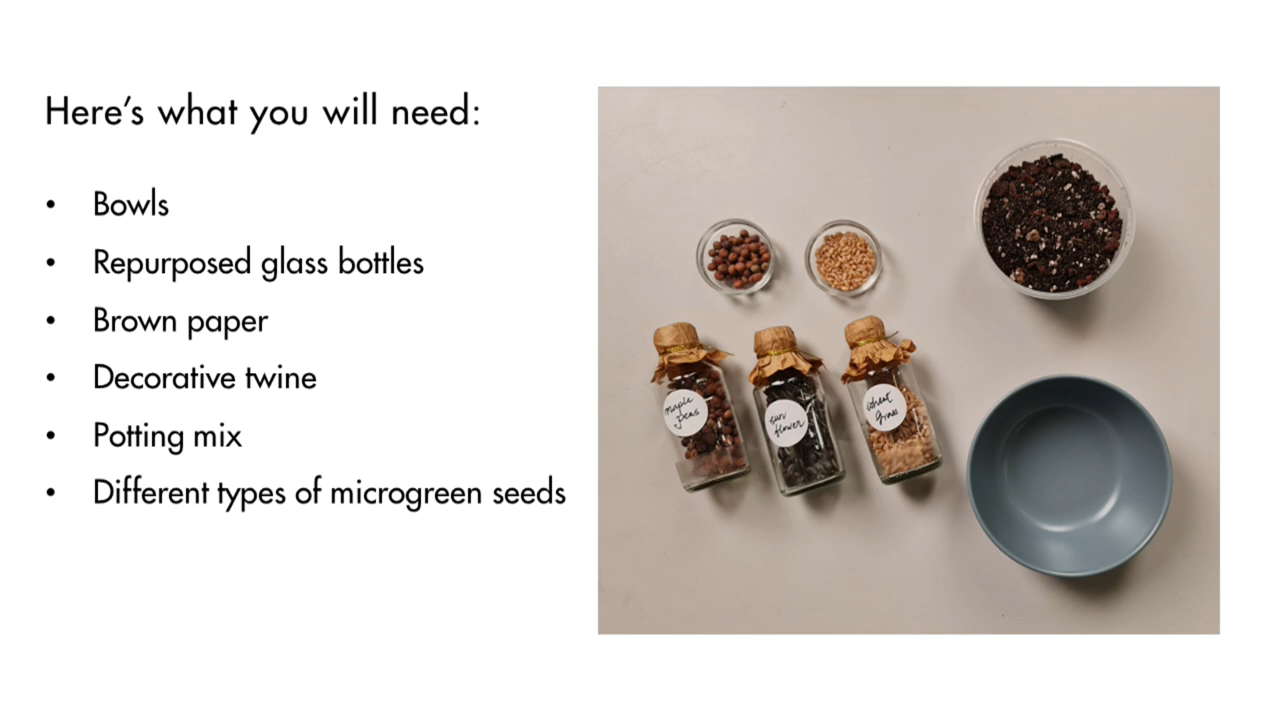 Here’s what you will need:
• Bowls
• Repurposed glass bottles
• Brown paper
• Decorative twine
• Potting mix
• Different types of microgreen seeds
maple
peas
sun
flower
wheat
grass